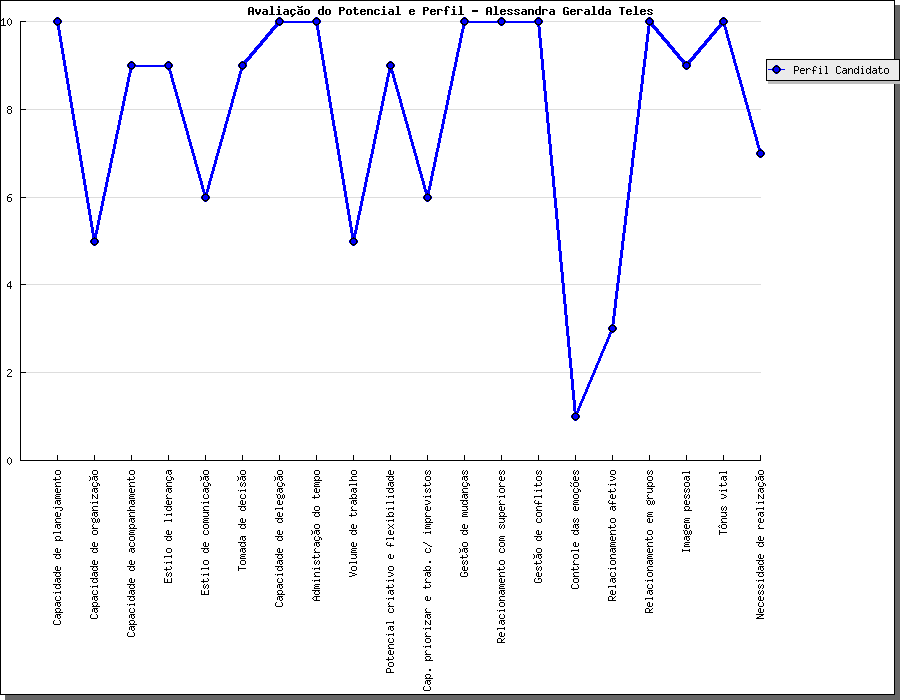 Avaliação do Potencial e Perfil - Alessandra Geralda Teles
10
8
6
4
2
0
Perfil Candidato
Capacidade de planejamento
Capacidade de organização
Capacidade de acompanhamento
Estilo de liderança
Estilo de comunicação
Tomada de decisão
Capacidade de delegação
Administração do tempo
Volume de trabalho
Potencial criativo e flexibilidade
Cap. priorizar e trab. c/ imprevistos
Gestão de mudanças
Relacionamento com superiores
Gestão de conflitos
Controle das emoções
Relacionamento afetivo
Relacionamento em grupos
Imagem pessoal
Tônus vital
Necessidade de realização